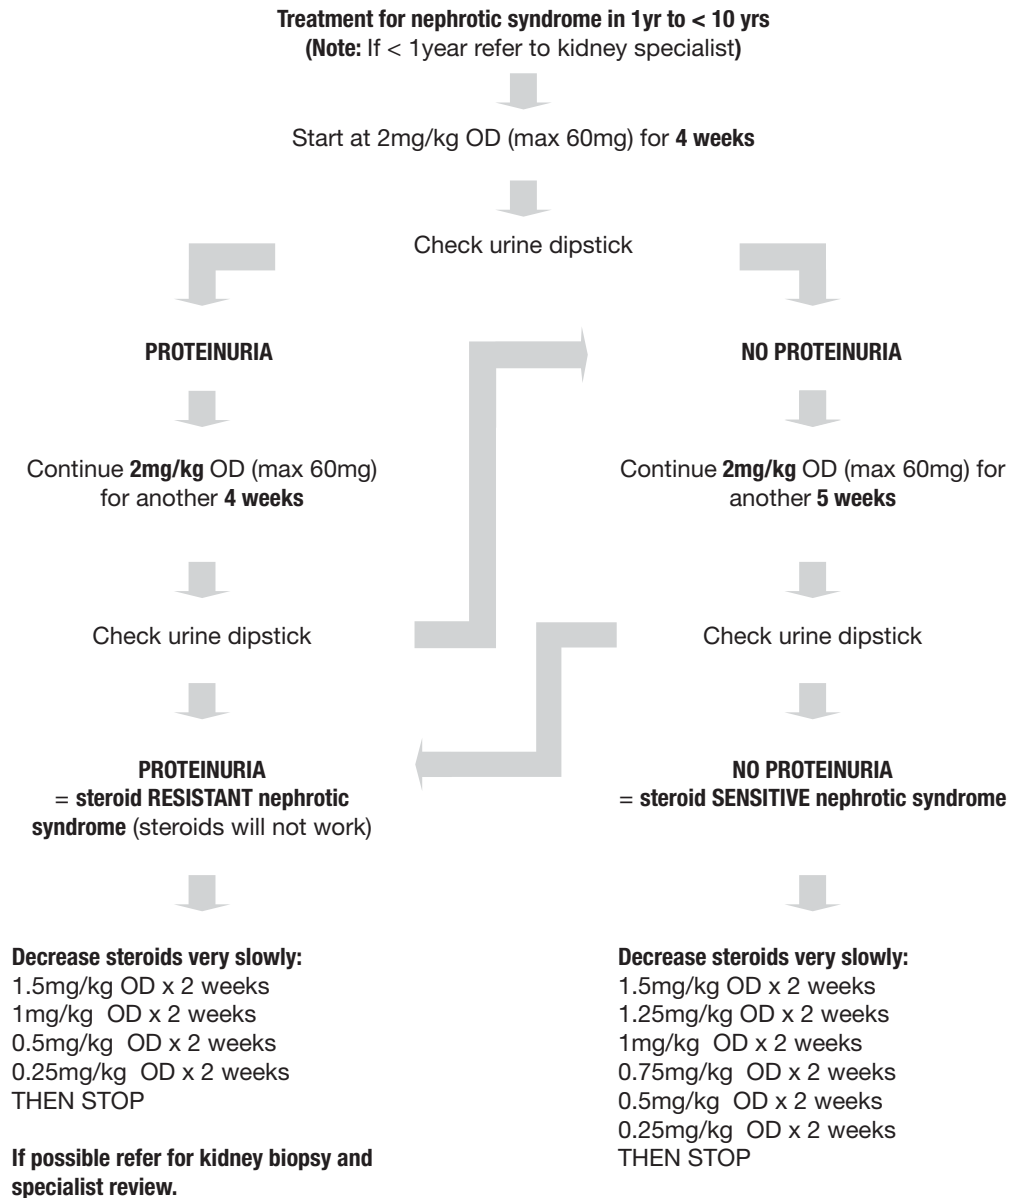 Treatment for nephrotic syndrome in 1yr to < 10 yrs
(Note: If < 1year refer to kidney specialist)
Start at 2mg/kg OD (max 60mg) for 4 weeks
Check urine dipstick
PROTEINURIA
Continue 2mg/kg OD (max 60mg)
for another 4 weeks
Check urine dipstick
PROTEINURIA
= steroid RESISTANT nephrotic
syndrome (steroids will not work)
Decrease steroids very slowly:
1.5mg/kg OD x 2 weeks
1mg/kg OD x 2 weeks
0.5mg/kg OD x 2 weeks
0.25mg/kg OD x 2 weeks
THEN STOP
If possible refer for kidney biopsy and
specialist review.
NO PROTEINURIA
Continue 2mg/kg OD (max 60mg) for
another 5 weeks
Check urine dipstick
NO PROTEINURIA
= steroid SENSITIVE nephrotic syndrome
Decrease steroids very slowly:
1.5mg/kg OD x 2 weeks
1.25mg/kg OD x 2 weeks
1mg/kg OD x 2 weeks
0.75mg/kg OD x 2 weeks
0.5mg/kg OD x 2 weeks
0.25mg/kg OD x 2 weeks
THEN STOP